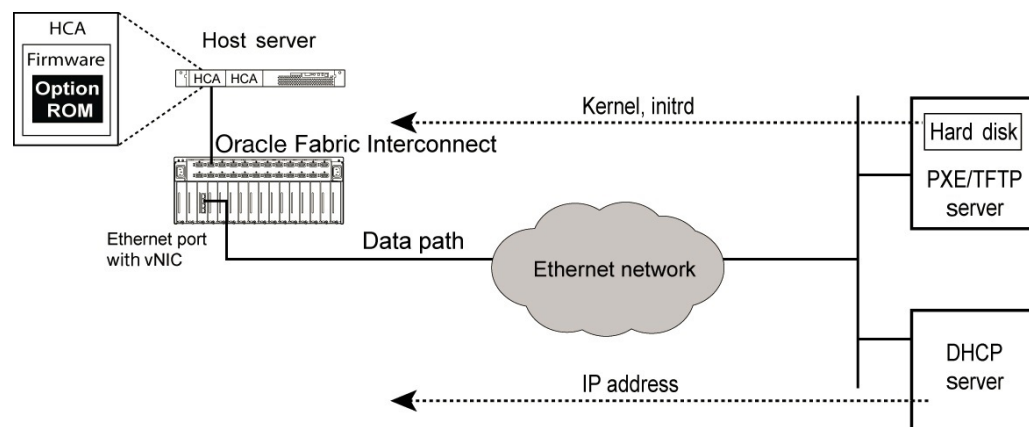 HCA
Firmware
Option
ROM
Host server
HCA HCA
Oracle Fabric Interconnect
Ethernet port
with vNIC
Data path
Ethernet network
Kernel, initrd
Hard disk
PXE/TFTP
server
DHCP
server
IP address